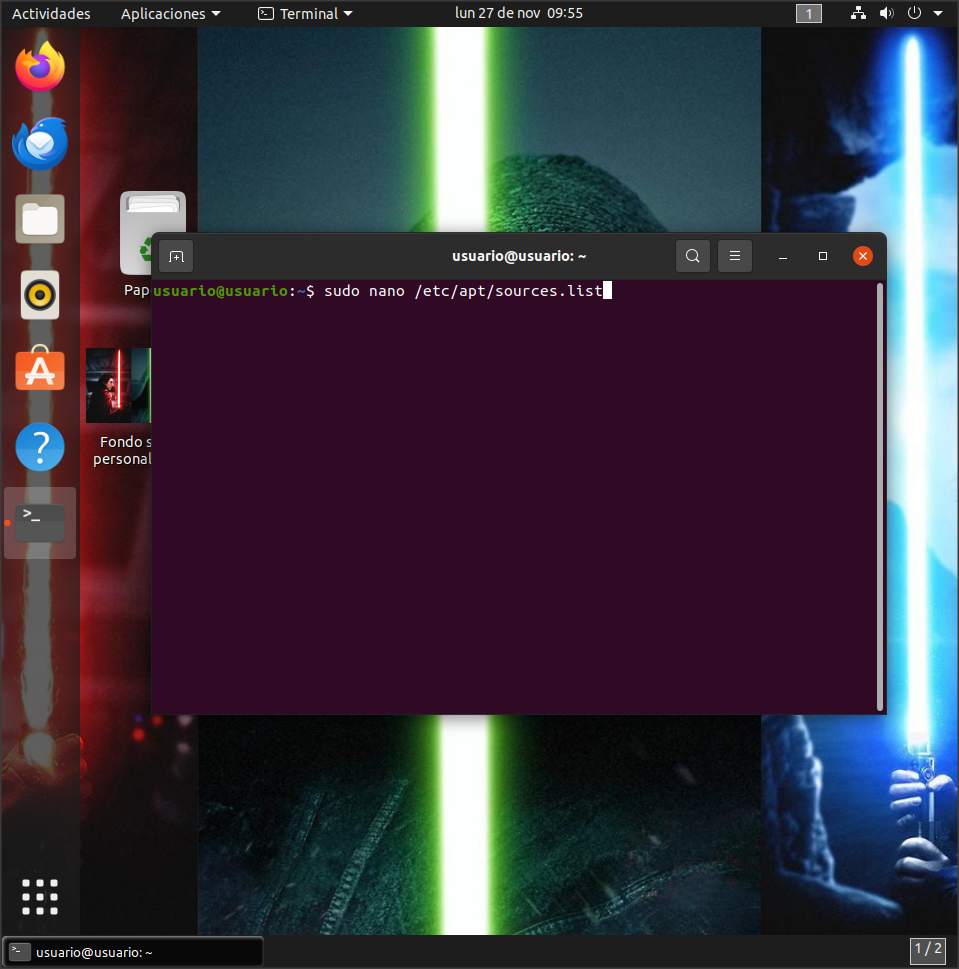 Actividades
Aplicaciones
Terminal
lun 27 de nov 09:55
1
usuario@usuario: ~
usuario@usuario:~$ sudo nano /etc/apt/sources.list
Pap
Fondo s
personal
usuario@usuario: ~
1 / 2